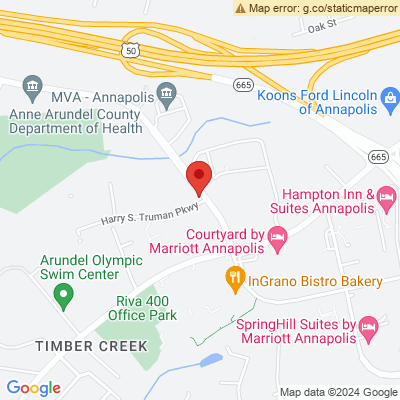 Map error: g.co/staticmaperror
Oak St
50
665
MVA - Annapolis
Anne Arundel County
Department of Health
Koons Ford Lincoln
of Annapolis
665
Hampton Inn &
Suites Annapolis
Harry S. Truman Pkwy
Courtyard by
Marriott Annapolis
Arundel Olympic
Swim Center
InGrano Bistro Bakery
Riva 400
Office Park
SpringHill Suites by
Marriott Annapolis
TIMBER CREEK
Google
Map data ©2024 Google